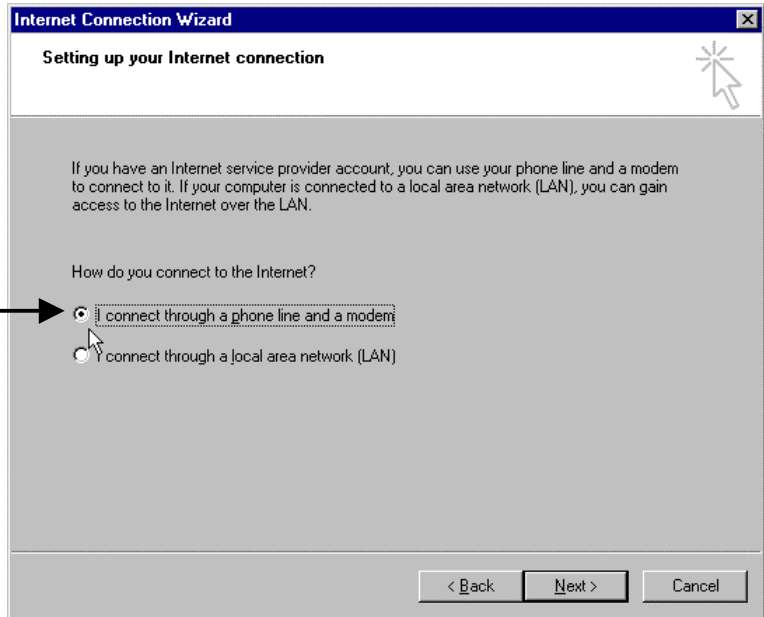 Internet Connection Wizard
Setting up your Internet connection
If you have an Internet service provider account, you can use your phone line and a modem
to connect to it. If your computer is connected to a local area network (LAN), you can gain
access to the Internet over the LAN.
How do you connect to the Internet?
I connect through a phone line and a modem
I connect through a local area network (LAN)
< Back
Next >
Cancel